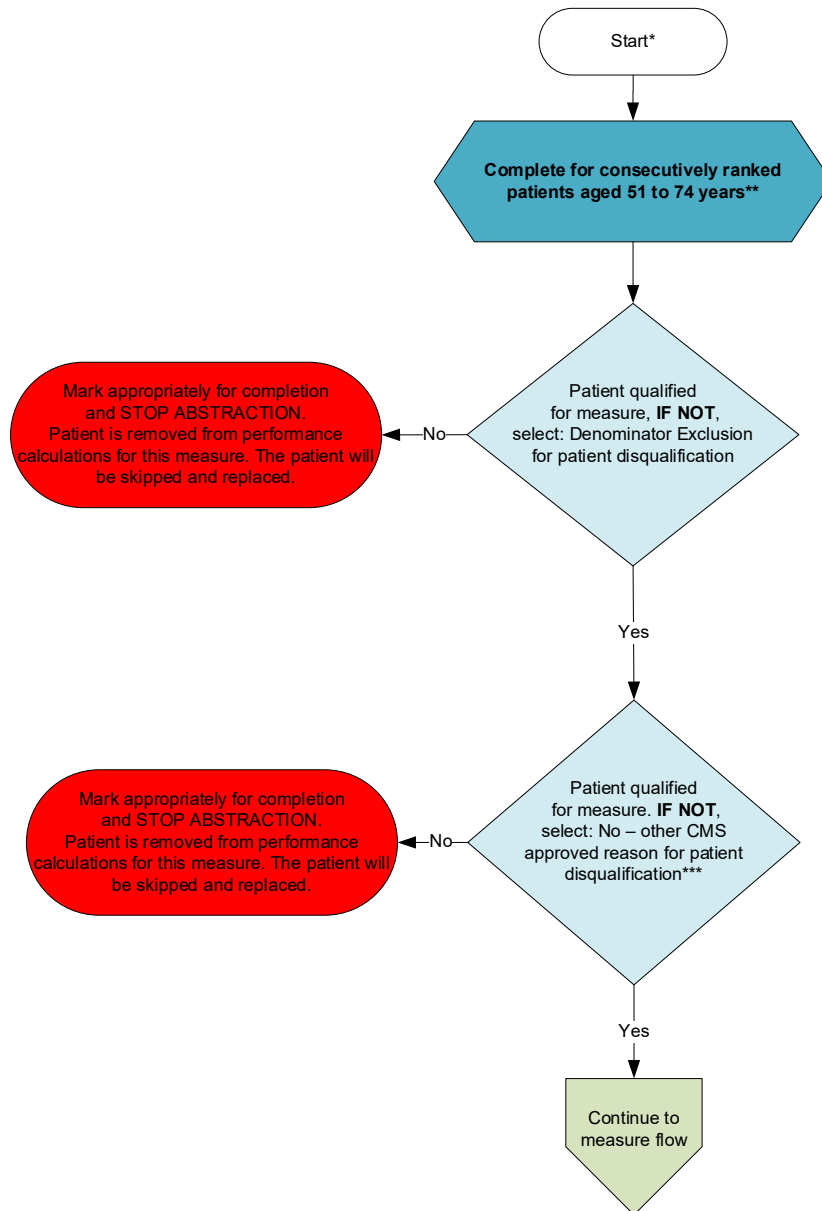 Start*
Complete for consecutively ranked
patients aged 51 to 74 years**
Patient qualified
for measure, IF NOT,
select: Denominator Exclusion
for patient disqualification
No
Mark appropriately for completion
and STOP ABSTRACTION.
Patient is removed from performance
calculations for this measure. The patient will
be skipped and replaced.
Yes
Patient qualified
for measure. IF NOT,
select: No – other CMS
approved reason for patient
disqualification***
No
Mark appropriately for completion
and STOP ABSTRACTION.
Patient is removed from performance
calculations for this measure. The patient will
be skipped and replaced.
Yes
Continue to
measure flow